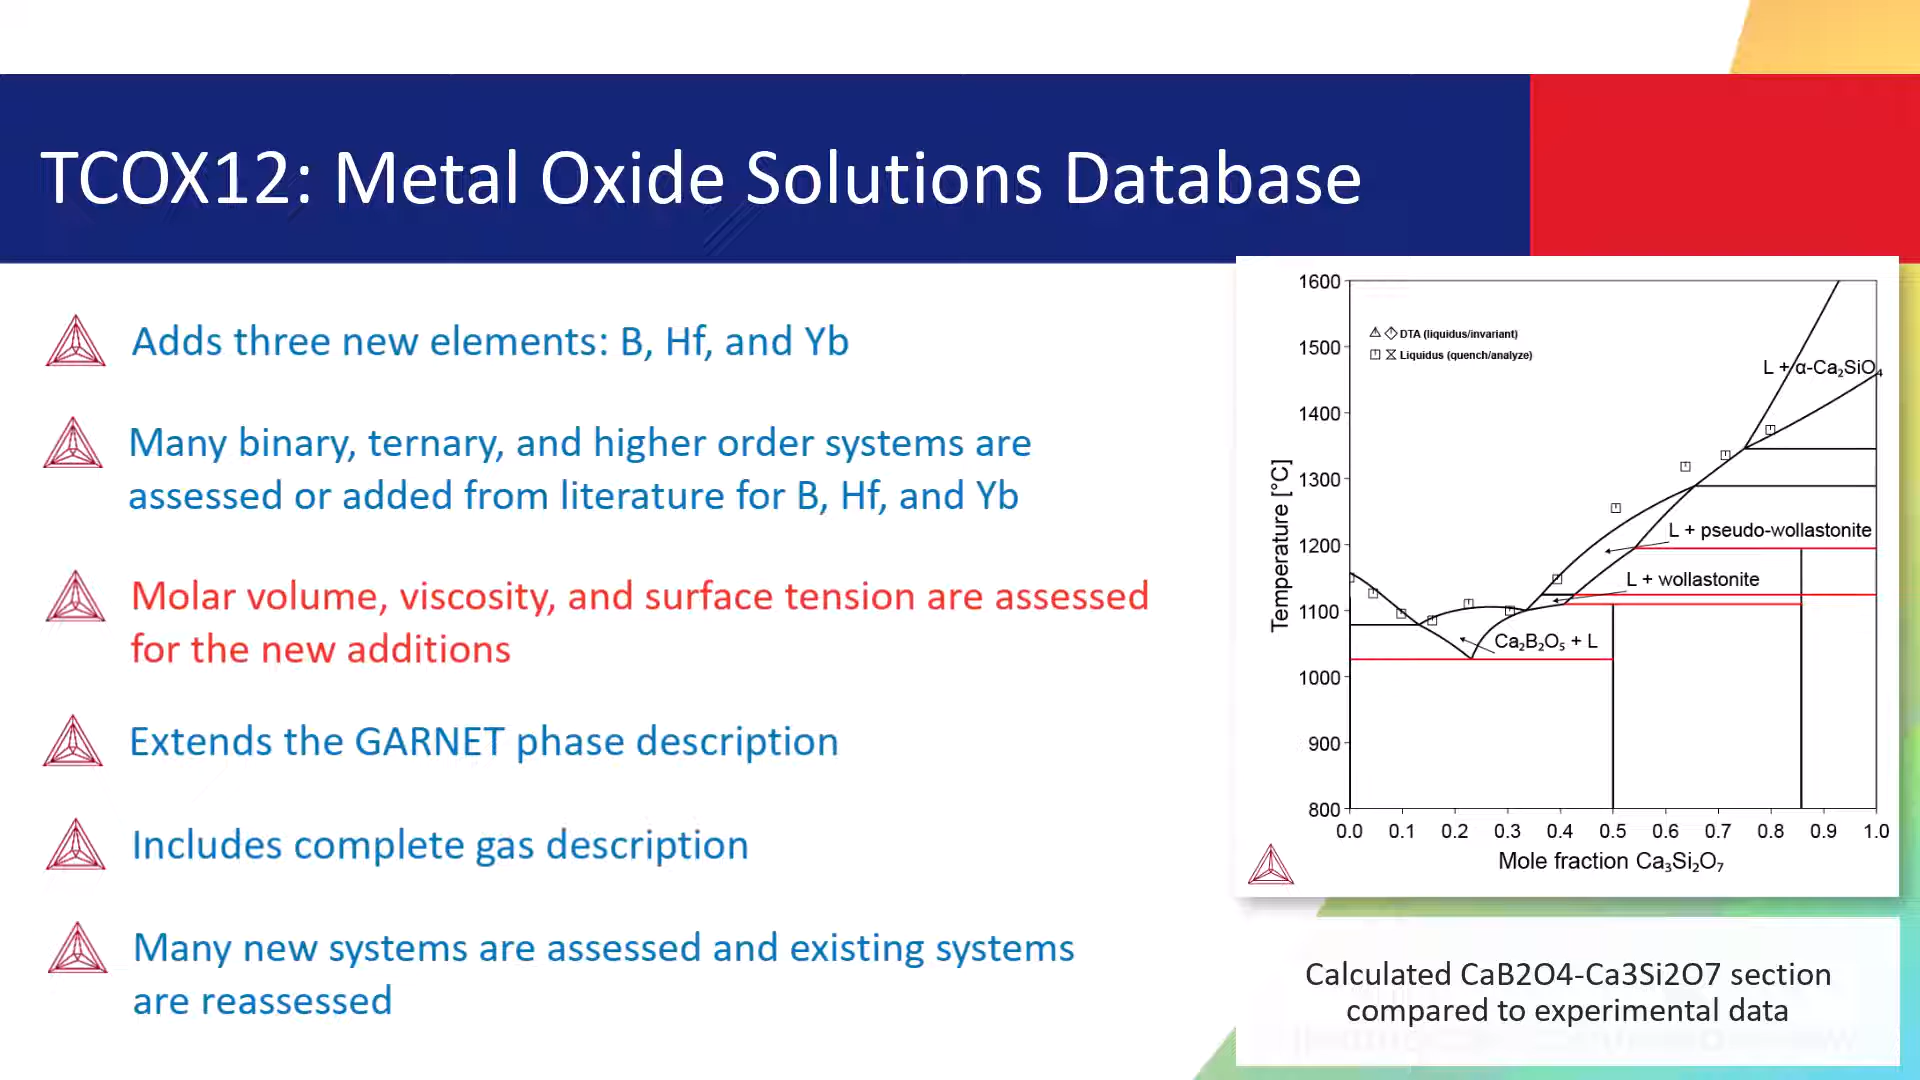 TCOX12: Metal Oxide Solutions Database
Adds three new elements: B, Hf, and Yb
Many binary, ternary, and higher order systems are
assessed or added from literature for B, Hf, and Yb
Molar volume, viscosity, and surface tension are assessed
for the new additions
Extends the GARNET phase description
Includes complete gas description
Many new systems are assessed and existing systems
are reassessed
1600
1500
1400
1300
1200
1100
1000
900
800
Temperature [°C]
DTA (liquidus/invariant)
Liquidus (quench/analyze)
L + α-Ca₂SiO₄
L + pseudo-wollastonite
L + wollastonite
Ca₂B₂O₅ + L
0.0 0.1 0.2 0.3 0.4 0.5 0.6 0.7 0.8 0.9 1.0
Mole fraction Ca₃Si₂O₇
Calculated CaB2O4-Ca3Si2O7 section
compared to experimental data